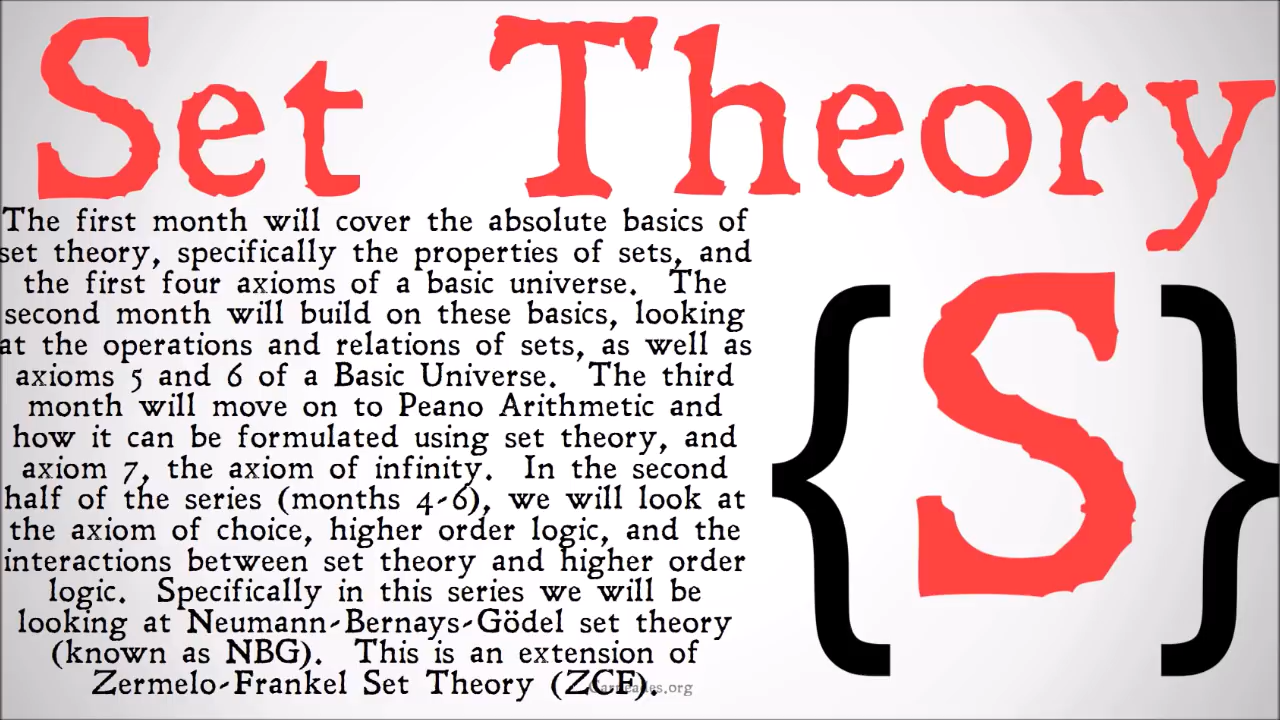 Set Theory
The first month will cover the absolute basics of
set theory, specifically the properties of sets, and
the first four axioms of a basic universe. The
second month will build on these basics, looking
at the operations and relations of sets, as well as
axioms 5 and 6 of a Basic Universe. The third
month will move on to Peano Arithmetic and
how it can be formulated using set theory, and
axiom 7, the axiom of infinity. In the second
half of the series (months 4-6), we will look at
the axiom of choice, higher order logic, and the
interactions between set theory and higher order
logic. Specifically in this series we will be
looking at Neumann-Bernays-Gödel set theory
(known as NBG). This is an extension of
Zermelo-Frankel Set Theory (ZCF).
Carneades.org
{S}